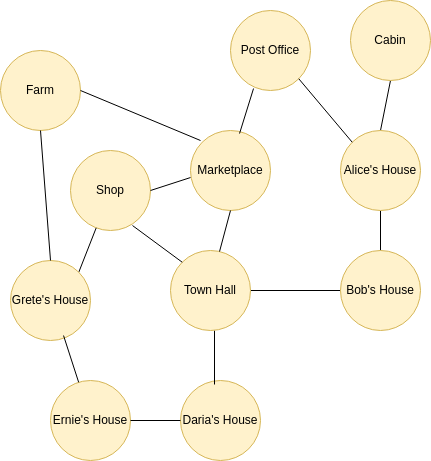 Cabin
Post Office
Farm
Marketplace
Alice's House
Shop
Town Hall
Bob's House
Grete's House
Ernie's House
Daria's House